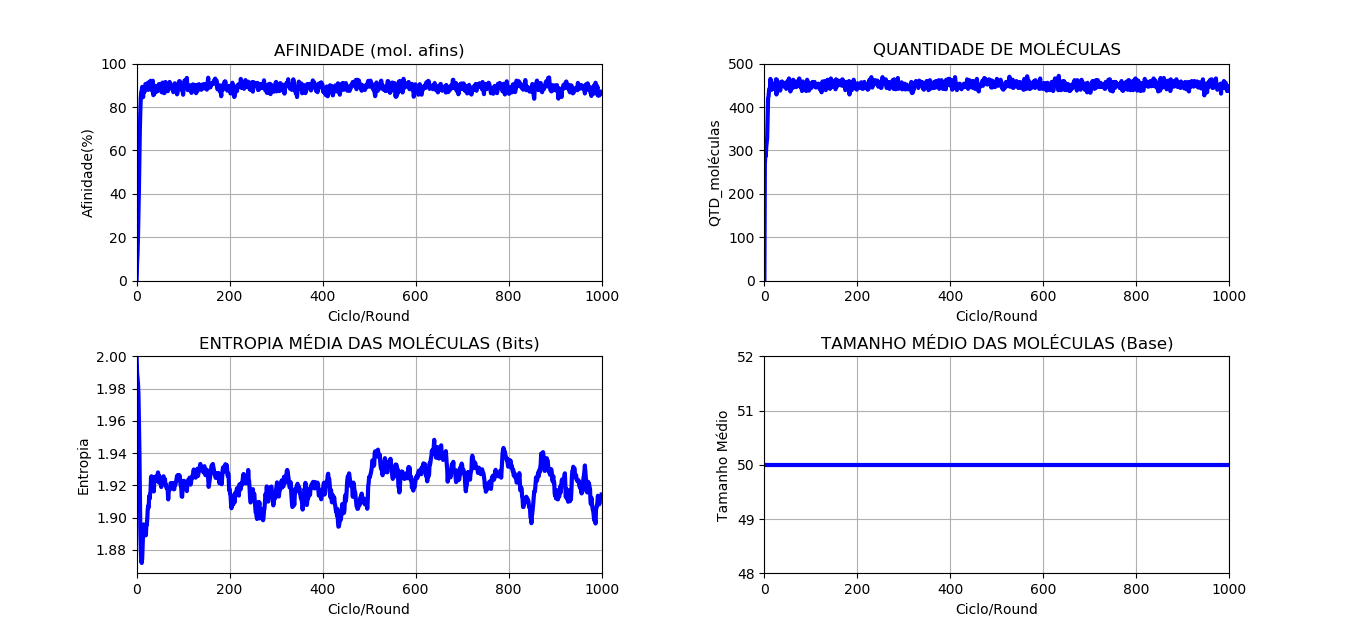 AFINIDADE (mol. afins)
Afinidade(%)
100
80
60
40
20
0
0 200 400 600 800 1000
Ciclo/Round
QUANTIDADE DE MOLÉCULAS
QTD_moléculas
500
400
300
200
100
0
0 200 400 600 800 1000
Ciclo/Round
ENTROPIA MÉDIA DAS MOLÉCULAS (Bits)
Entropia
2.00
1.98
1.96
1.94
1.92
1.90
1.88
0 200 400 600 800 1000
Ciclo/Round
TAMANHO MÉDIO DAS MOLÉCULAS (Base)
Tamanho Médio
52
51
50
49
48
0 200 400 600 800 1000
Ciclo/Round